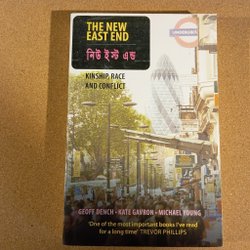 THE NEW
EAST END
নিউ ইস্ট এন্ড
UNDERGROUND
KINSHIP, RACE
AND CONFLICT
GEOFF DENCH • KATE GAVRON • MICHAEL YOUNG
'One of the most important books I've read
for a long time' TREVOR PHILLIPS